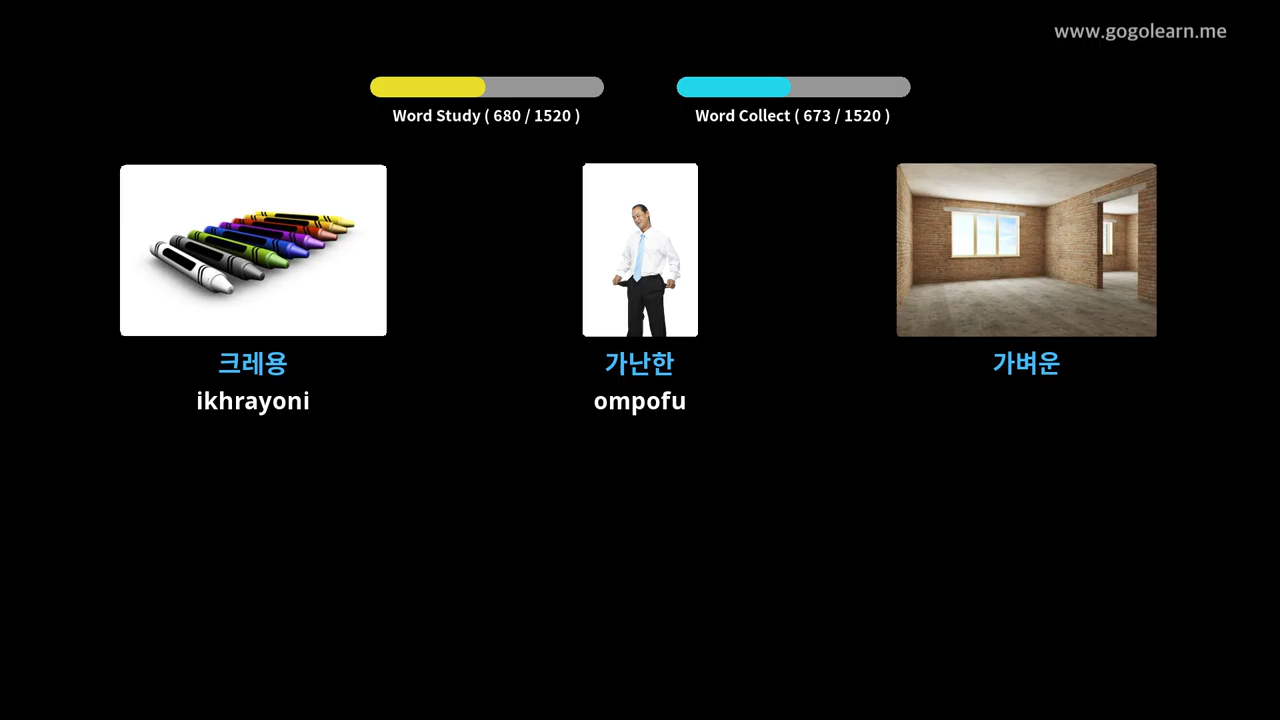 www.gogolearn.me
Word Study ( 680 / 1520 )
Word Collect ( 673 / 1520 )
크레용
ikhrayoni
가난한
ompofu
가벼운